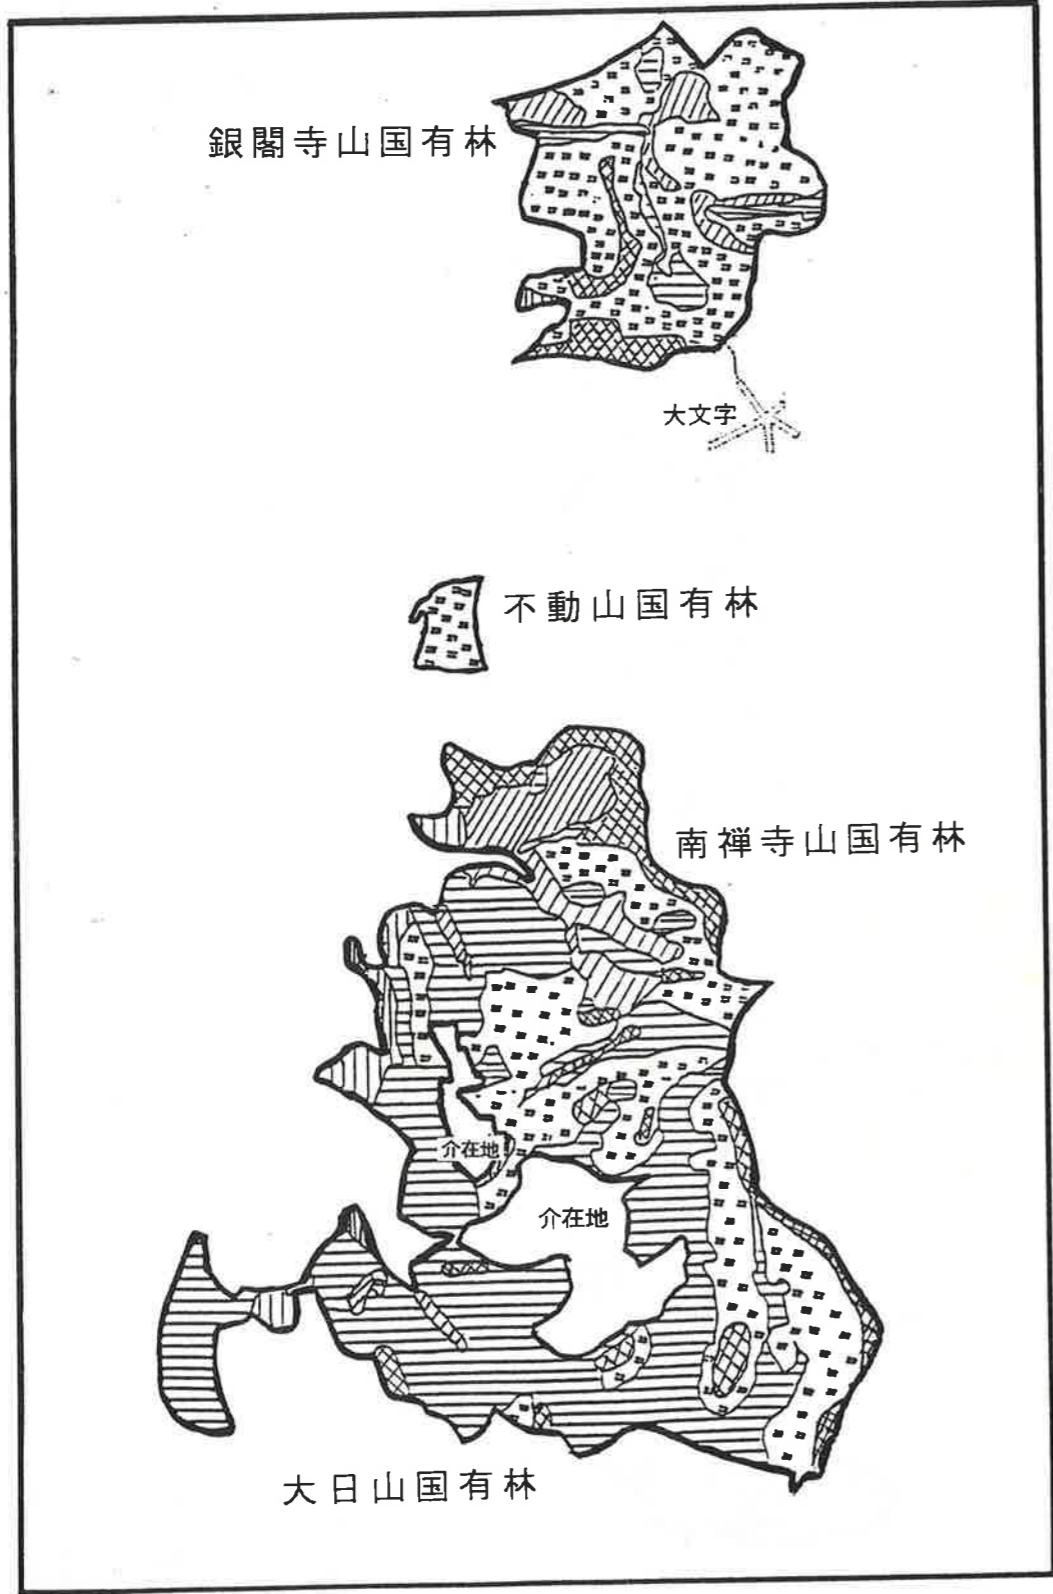 銀閣寺山国有林
大文字
不動山国有林
南禅寺山国有林
介在地
介在地
大日山国有林